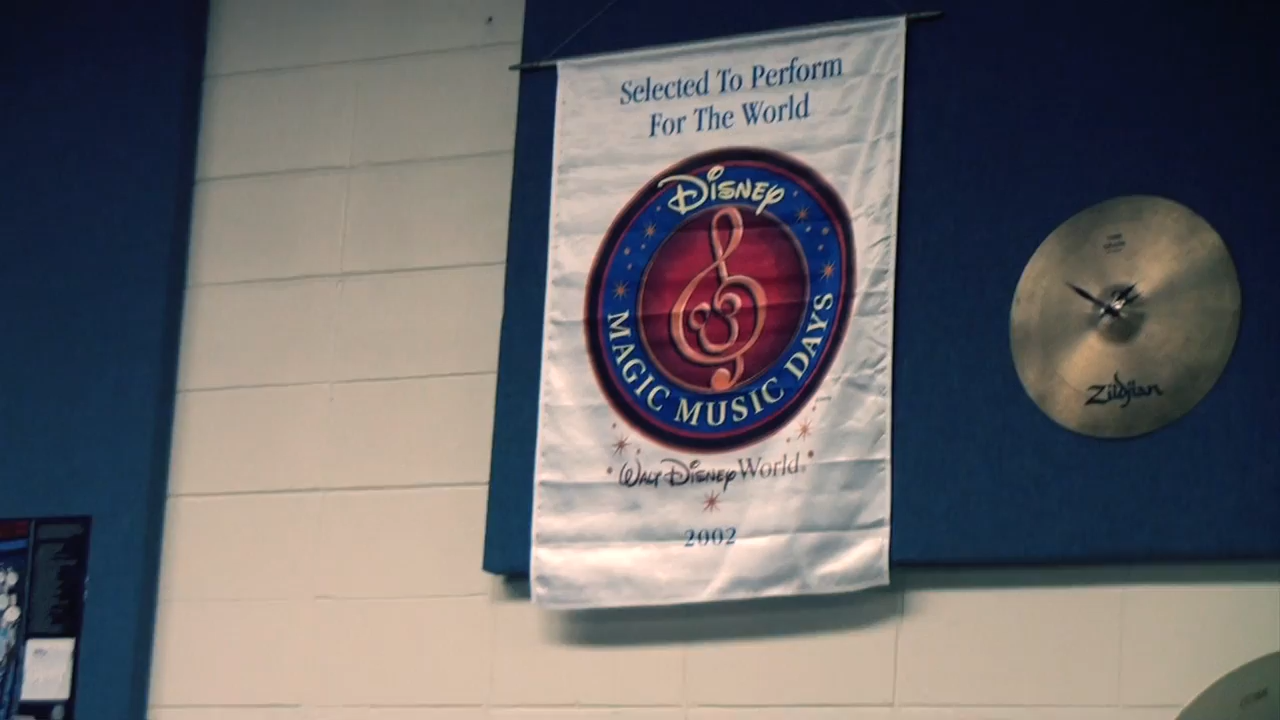 Selected To Perform
For The World
Disney
MAGIC MUSIC DAYS
Walt Disney World
2002
Zildjian